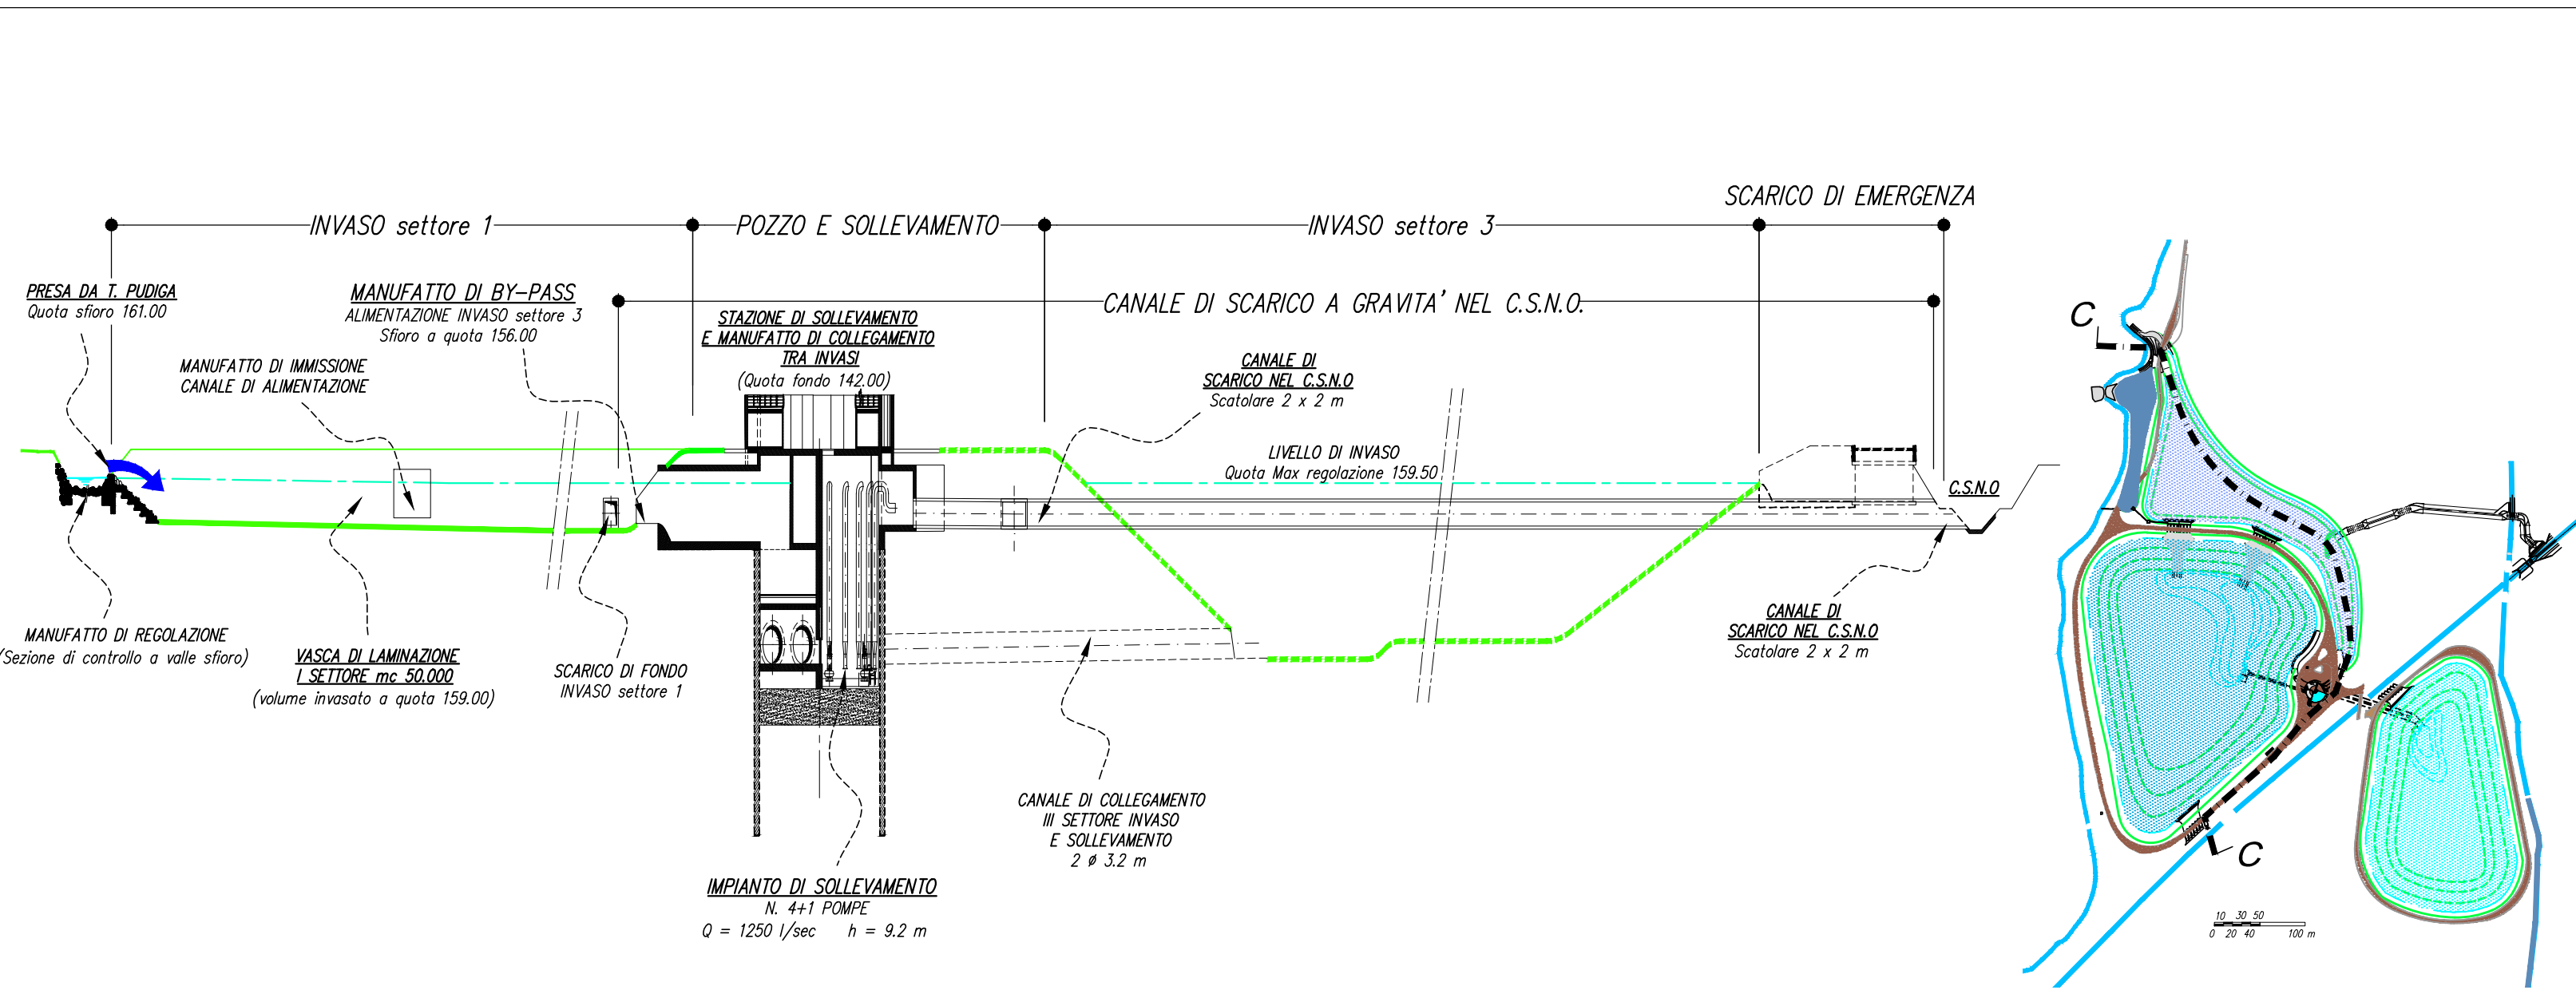 SCARICO DI EMERGENZA
INVASO settore 1
POZZO E SOLLEVAMENTO
INVASO settore 3
CANALE DI SCARICO A GRAVITA' NEL C.S.N.O.
PRESA DA T. PUDIGA
Quota sfioro 161.00
MANUFATTO DI BY-PASS
ALIMENTAZIONE INVASO settore 3
Sfioro a quota 156.00
MANUFATTO DI IMMISSIONE
CANALE DI ALIMENTAZIONE
STAZIONE DI SOLLEVAMENTO
E MANUFATTO DI COLLEGAMENTO
TRA INVASI
(Quota fondo 142.00)
CANALE DI
SCARICO NEL C.S.N.O
Scatolare 2 x 2 m
LIVELLO DI INVASO
Quota Max regolazione 159.50
C.S.N.O
MANUFATTO DI REGOLAZIONE
(Sezione di controllo a valle sfioro)
VASCA DI LAMINAZIONE
I SETTORE mc 50.000
(volume invasato a quota 159.00)
SCARICO DI FONDO
INVASO settore 1
CANALE DI
SCARICO NEL C.S.N.O
Scatolare 2 x 2 m
CANALE DI COLLEGAMENTO
III SETTORE INVASO
E SOLLEVAMENTO
2 ø 3.2 m
IMPIANTO DI SOLLEVAMENTO
N. 4+1 POMPE
Q = 1250 l/sec h = 9.2 m
C
C
10 30 50
0 20 40 100 m